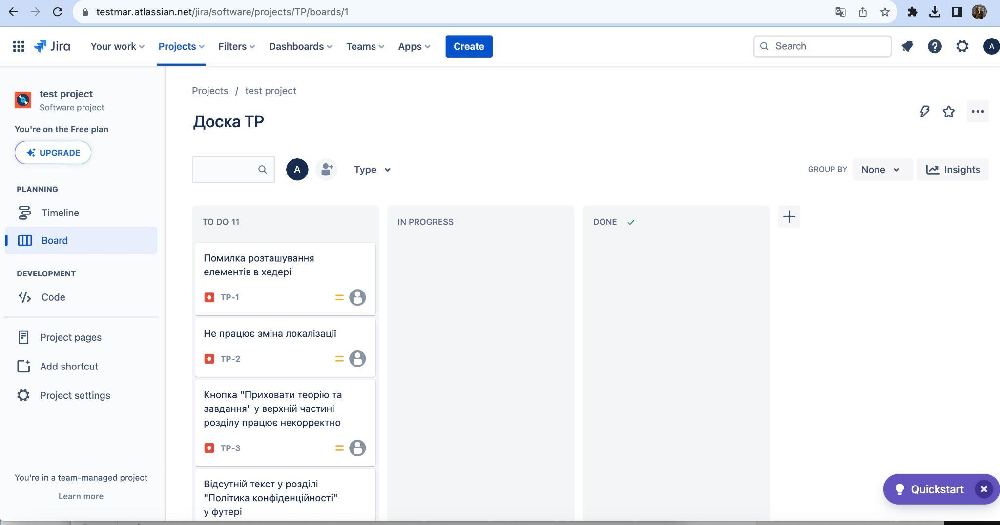 testmar.atlassian.net/jira/software/projects/TP/boards/1
Jira
Your work
Projects
Filters
Dashboards
Teams
Apps
Create
Search
A
test project
Software project
You're on the Free plan
UPGRADE
PLANNING
Timeline
Board
DEVELOPMENT
Code
Project pages
Add shortcut
Project settings
You're in a team-managed project
Learn more
Projects / test project
Доска TP
A
Type
GROUP BY
None
Insights
TO DO 11
Помилка розташування
елементів в хедері
TP-1
Не працює зміна локалізації
TP-2
Кнопка "Приховати теорію та
завдання" у верхній частині
розділу працює некорректно
TP-3
Відсутній текст у розділі
"Політика конфіденційності"
у футері
IN PROGRESS
DONE
Quickstart